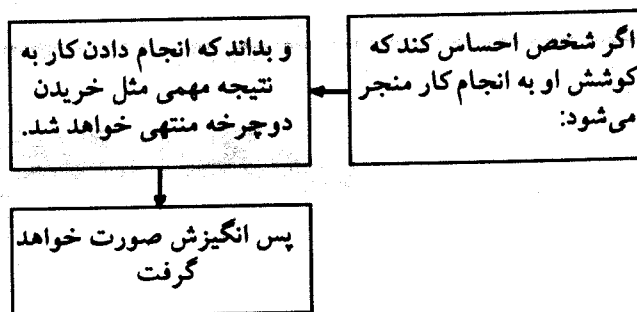 اگر شخص احساس کند که
کوشش او به انجام کار منجر
می‌شود:
و بداند که انجام دادن کار به
نتیجه مهمی مثل خریدن
دوچرخه منتهی خواهد شد.
پس انگیزش صورت خواهد
گرفت